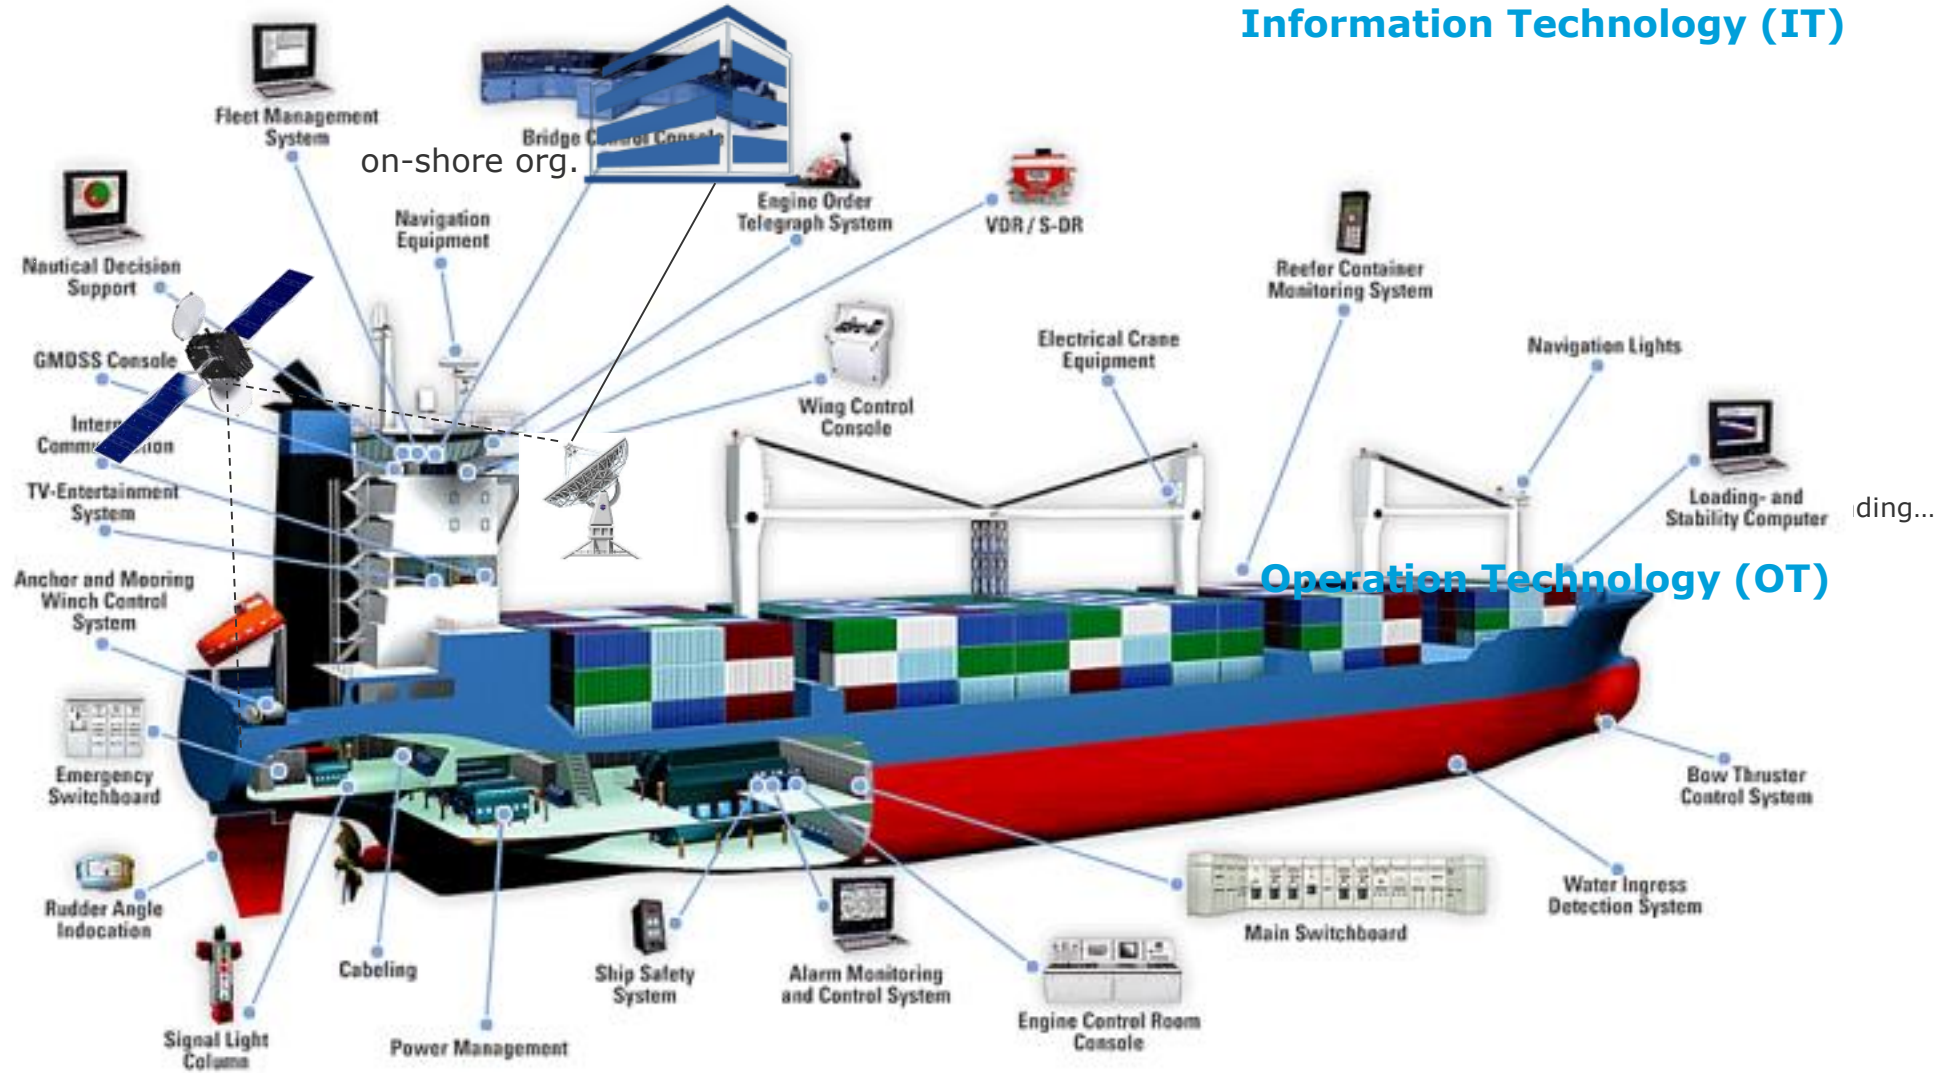 Information Technology (IT)
Fleet Management
System
Bridge Control Console
on-shore org.
Engine Order
Telegraph System
VDR / S-DR
Navigation
Equipment
Nautical Decision
Support
Reefer Container
Monitoring System
GMDSS Console
Electrical Crane
Equipment
Navigation Lights
Wing Control
Console
TV-Entertainment
System
Loading- and
Stability Computer
ding...
Operation Technology (OT)
Anchor and Mooring
Winch Control
System
Emergency
Switchboard
Bow Thruster
Control System
Rudder Angle
Indocation
Water Ingress
Detection System
Main Switchboard
Cabeling
Ship Safety
System
Alarm Monitoring
and Control System
Engine Control Room
Console
Signal Light
Column
Power Management